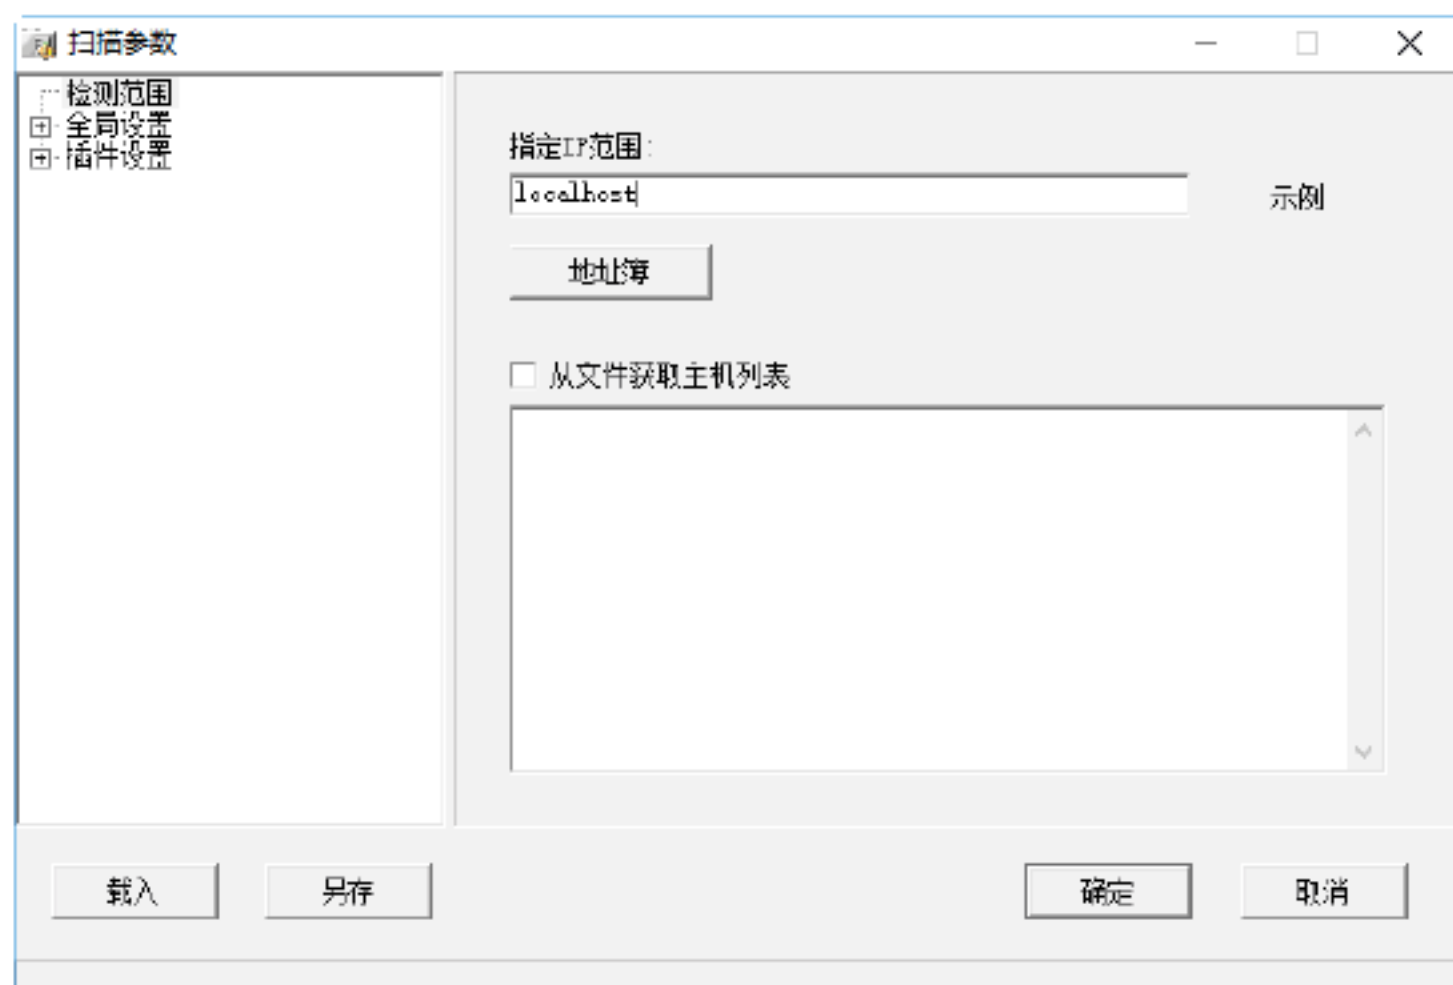 扫描参数
检测范围
全局设置
插件设置
指定IP范围:
localhost
示例
地址簿
从文件获取主机列表
载入
另存
确定
取消